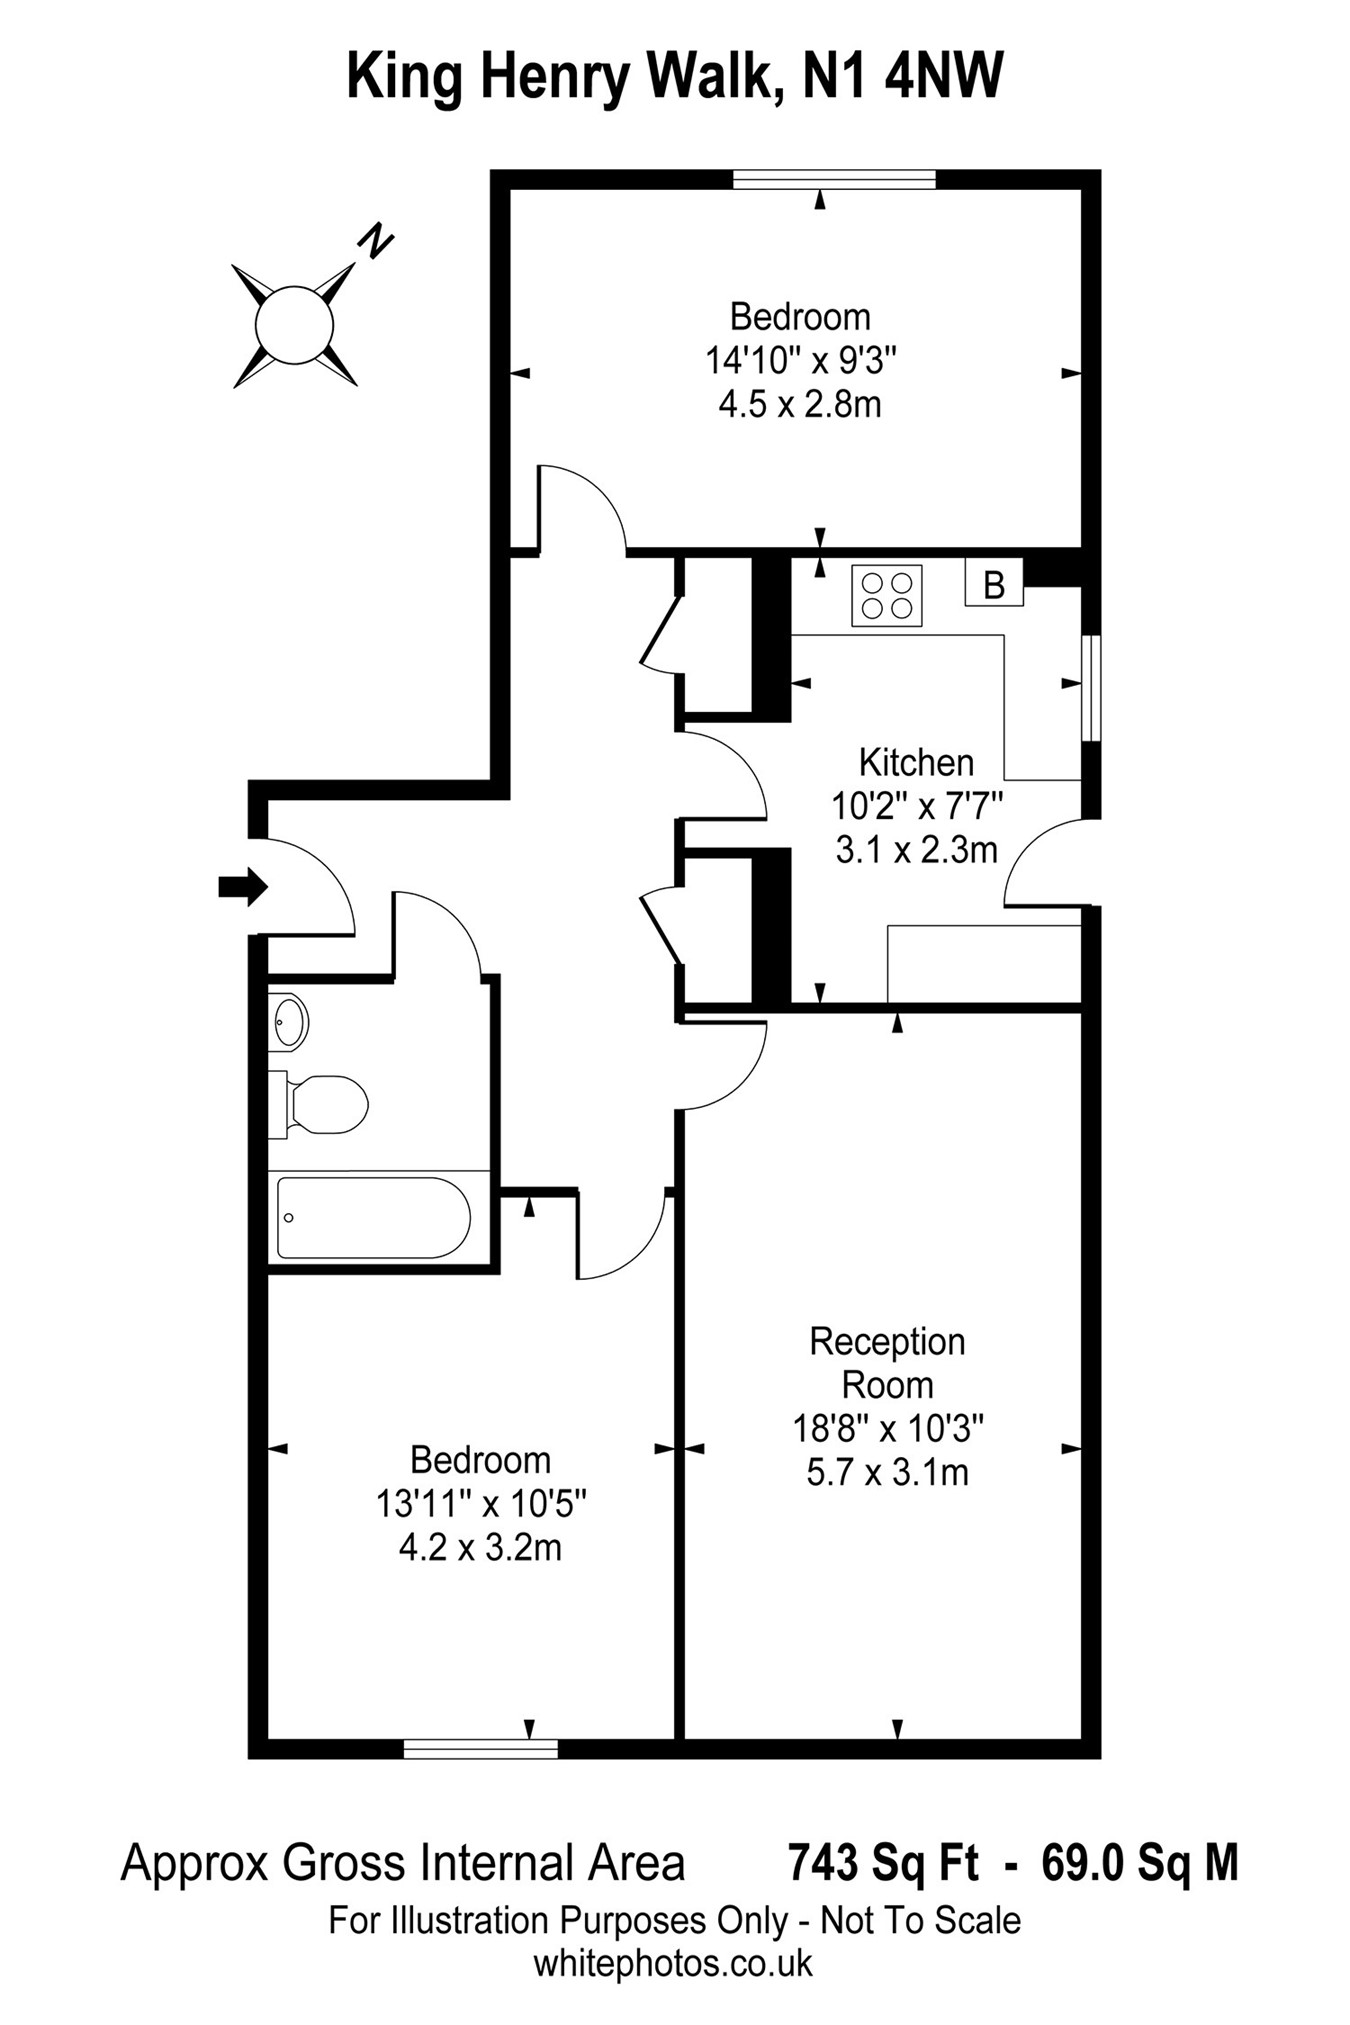 King Henry Walk, N1 4NW
N
Bedroom
14'10" x 9'3"
4.5 x 2.8m
B
Kitchen
10'2" x 7'7"
3.1 x 2.3m
Reception
Room
18'8" x 10'3"
5.7 x 3.1m
Bedroom
13'11" x 10'5"
4.2 x 3.2m
Approx Gross Internal Area 743 Sq Ft - 69.0 Sq M
For Illustration Purposes Only - Not To Scale
whitephotos.co.uk